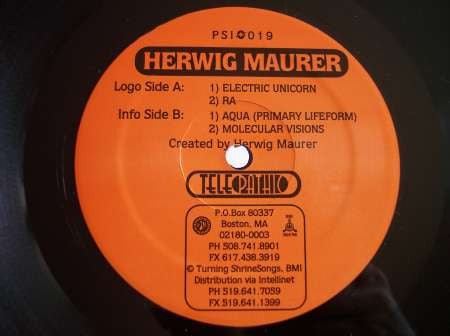 PSI 019
HERWIG MAURER
Logo Side A: 1) ELECTRIC UNICORN
2) RA
Info Side B: 1) AQUA (PRIMARY LIFEFORM)
2) MOLECULAR VISIONS
Created by Herwig Maurer
TELEPATHIC
P.O.Box 80337
Boston, MA
02180-0003
PH 508.741.8901
FX 617.438.3919
© Turning ShrineSongs, BMI
Distribution via Intellinet
PH 519.641.7059
FX 519.641.1399